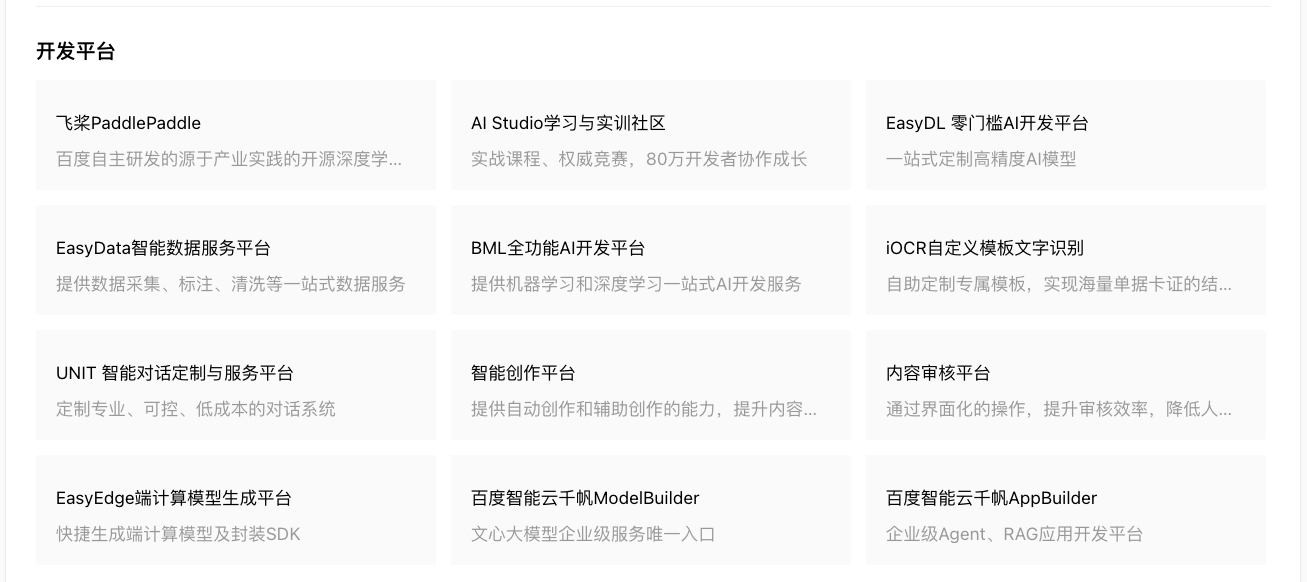 开发平台
飞桨PaddlePaddle
百度自主研发的源于产业实践的开源深度学...
AI Studio学习与实训社区
实战课程、权威竞赛，80万开发者协作成长
EasyDL 零门槛AI开发平台
一站式定制高精度AI模型
EasyData智能数据服务平台
提供数据采集、标注、清洗等一站式数据服务
BML全功能AI开发平台
提供机器学习和深度学习一站式AI开发服务
iOCR自定义模板文字识别
自助定制专属模板，实现海量单据卡证的结...
UNIT 智能对话定制与服务平台
定制专业、可控、低成本的对话系统
智能创作平台
提供自动创作和辅助创作的能力，提升内容...
内容审核平台
通过界面化的操作，提升审核效率，降低人...
EasyEdge端计算模型生成平台
快捷生成端计算模型及封装SDK
百度智能云千帆ModelBuilder
文心大模型企业级服务唯一入口
百度智能云千帆AppBuilder
企业级Agent、RAG应用开发平台